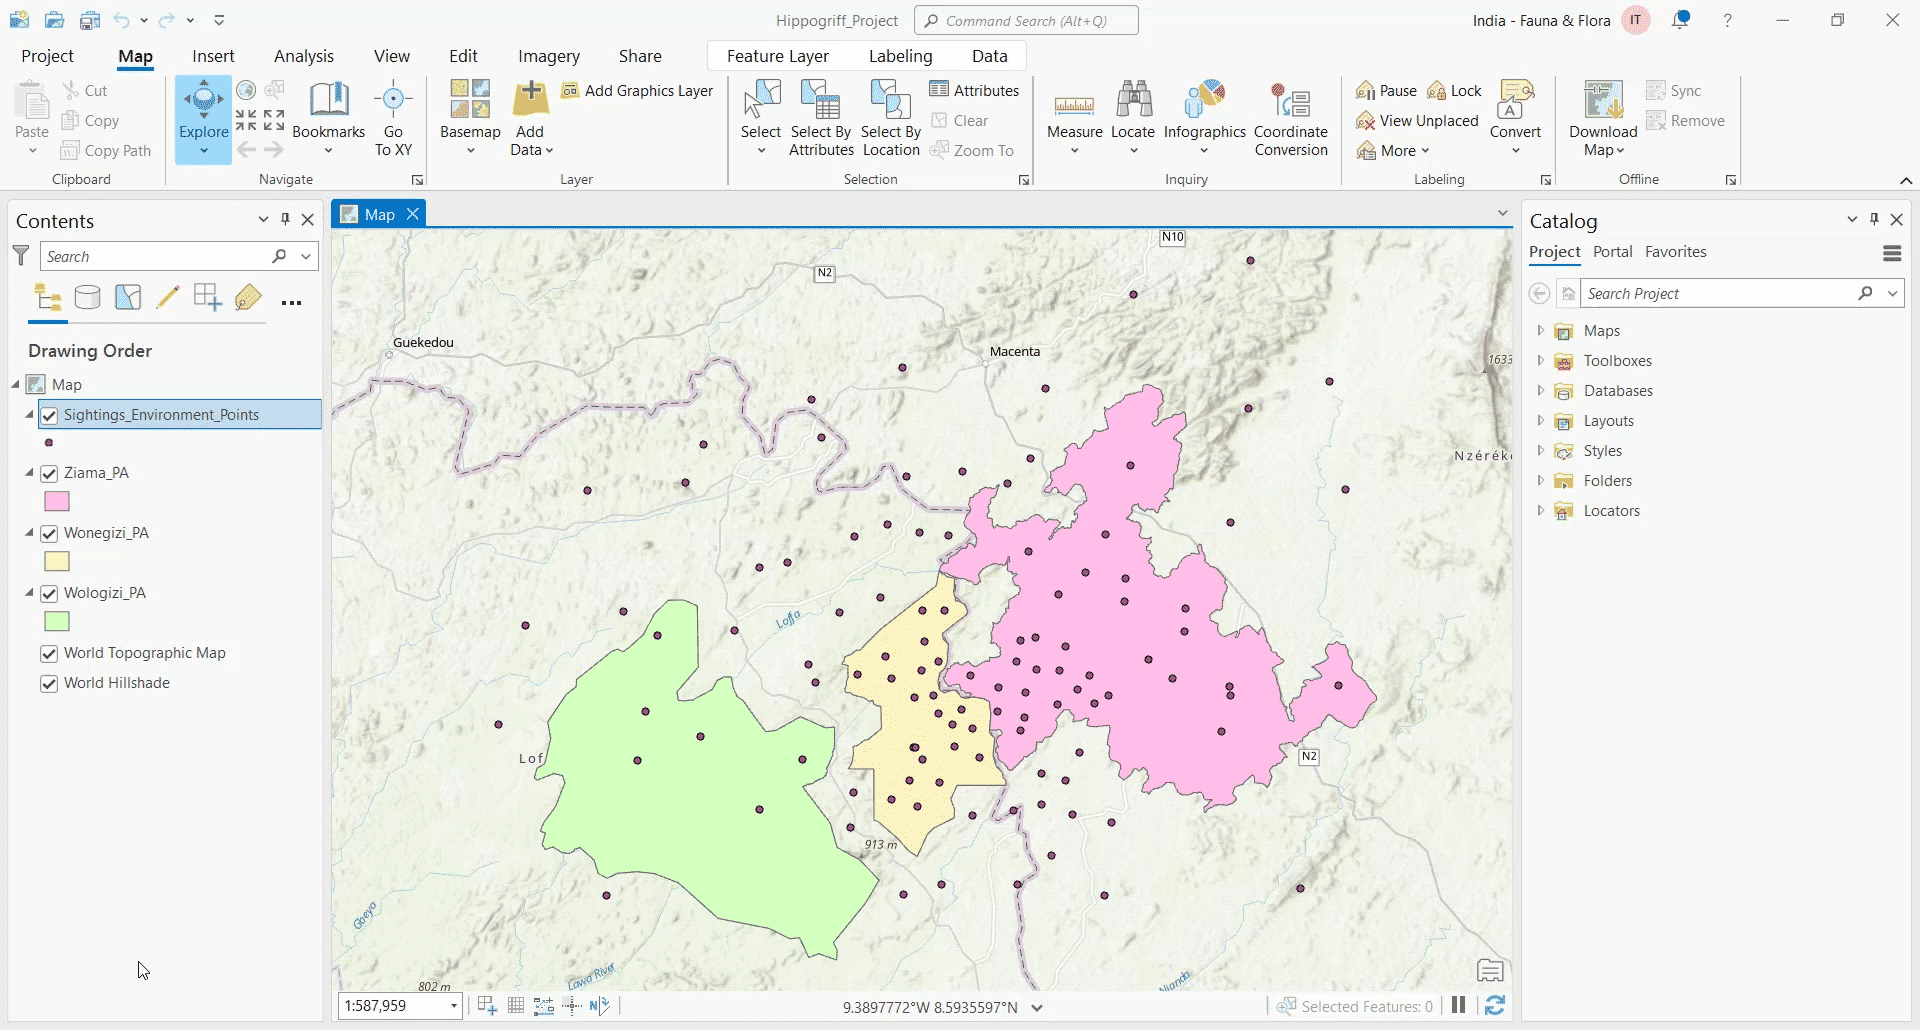 Hippogriff_Project
Command Search (Alt+Q)
India - Fauna & Flora
IT
?
Project
Map
Insert
Analysis
View
Edit
Imagery
Share
Feature Layer
Labeling
Data
Paste
Cut
Copy
Copy Path
Clipboard
Explore
Bookmarks
Go
To XY
Navigate
Basemap
Add
Data
Add Graphics Layer
Layer
Select
Select By
Attributes
Select By
Location
Attributes
Clear
Zoom To
Selection
Measure
Locate
Infographics
Coordinate
Conversion
Inquiry
Pause
Lock
View Unplaced
More
Convert
Labeling
Download
Map
Sync
Remove
Offline
Contents
Search
Drawing Order
Map
Sightings_Environment_Points
Ziama_PA
Wonegizi_PA
Wologizi_PA
World Topographic Map
World Hillshade
Map
N10
N2
Guekedou
Macenta
1633
Nzéréko
Loffa
Lof
N2
913 m
Gbeya
Lawa River
802 m
Nianda
1:587,959
9.3897772°W 8.5935597°N
Selected Features: 0
Catalog
Project
Portal
Favorites
Search Project
Maps
Toolboxes
Databases
Layouts
Styles
Folders
Locators